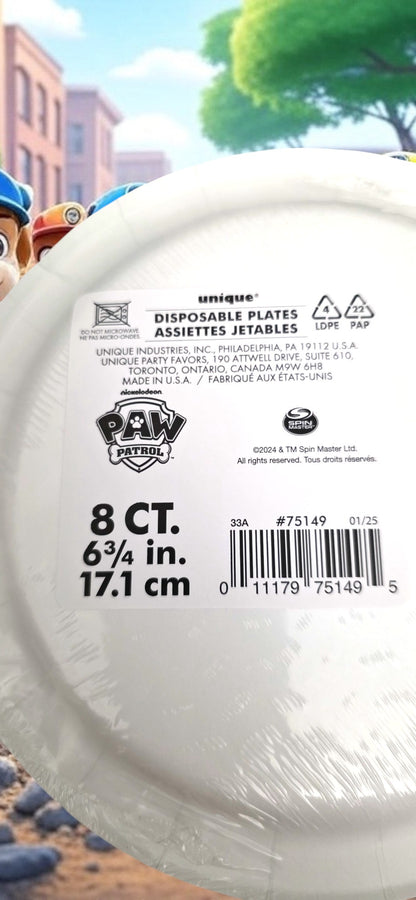 unique®
DISPOSABLE PLATES
ASSIETTES JETABLES
4
LDPE
22
PAP
DO NOT MICROWAVE
NE PAS MICRO-ONDES.
UNIQUE INDUSTRIES, INC., PHILADELPHIA, PA 19112 U.S.A.
UNIQUE PARTY FAVORS, 190 ATTWELL DRIVE, SUITE 610,
TORONTO, ONTARIO, CANADA M9W 6H8
MADE IN U.S.A. / FABRIQUÉ AUX ÉTATS-UNIS
nickelodeon
PAW
PATROL
SPIN
MASTER
©2024 & TM Spin Master Ltd.
All rights reserved. Tous droits réservés.
8 CT.
6¾ in.
17.1 cm
33A #75149 01/25
0 11179 75149 5